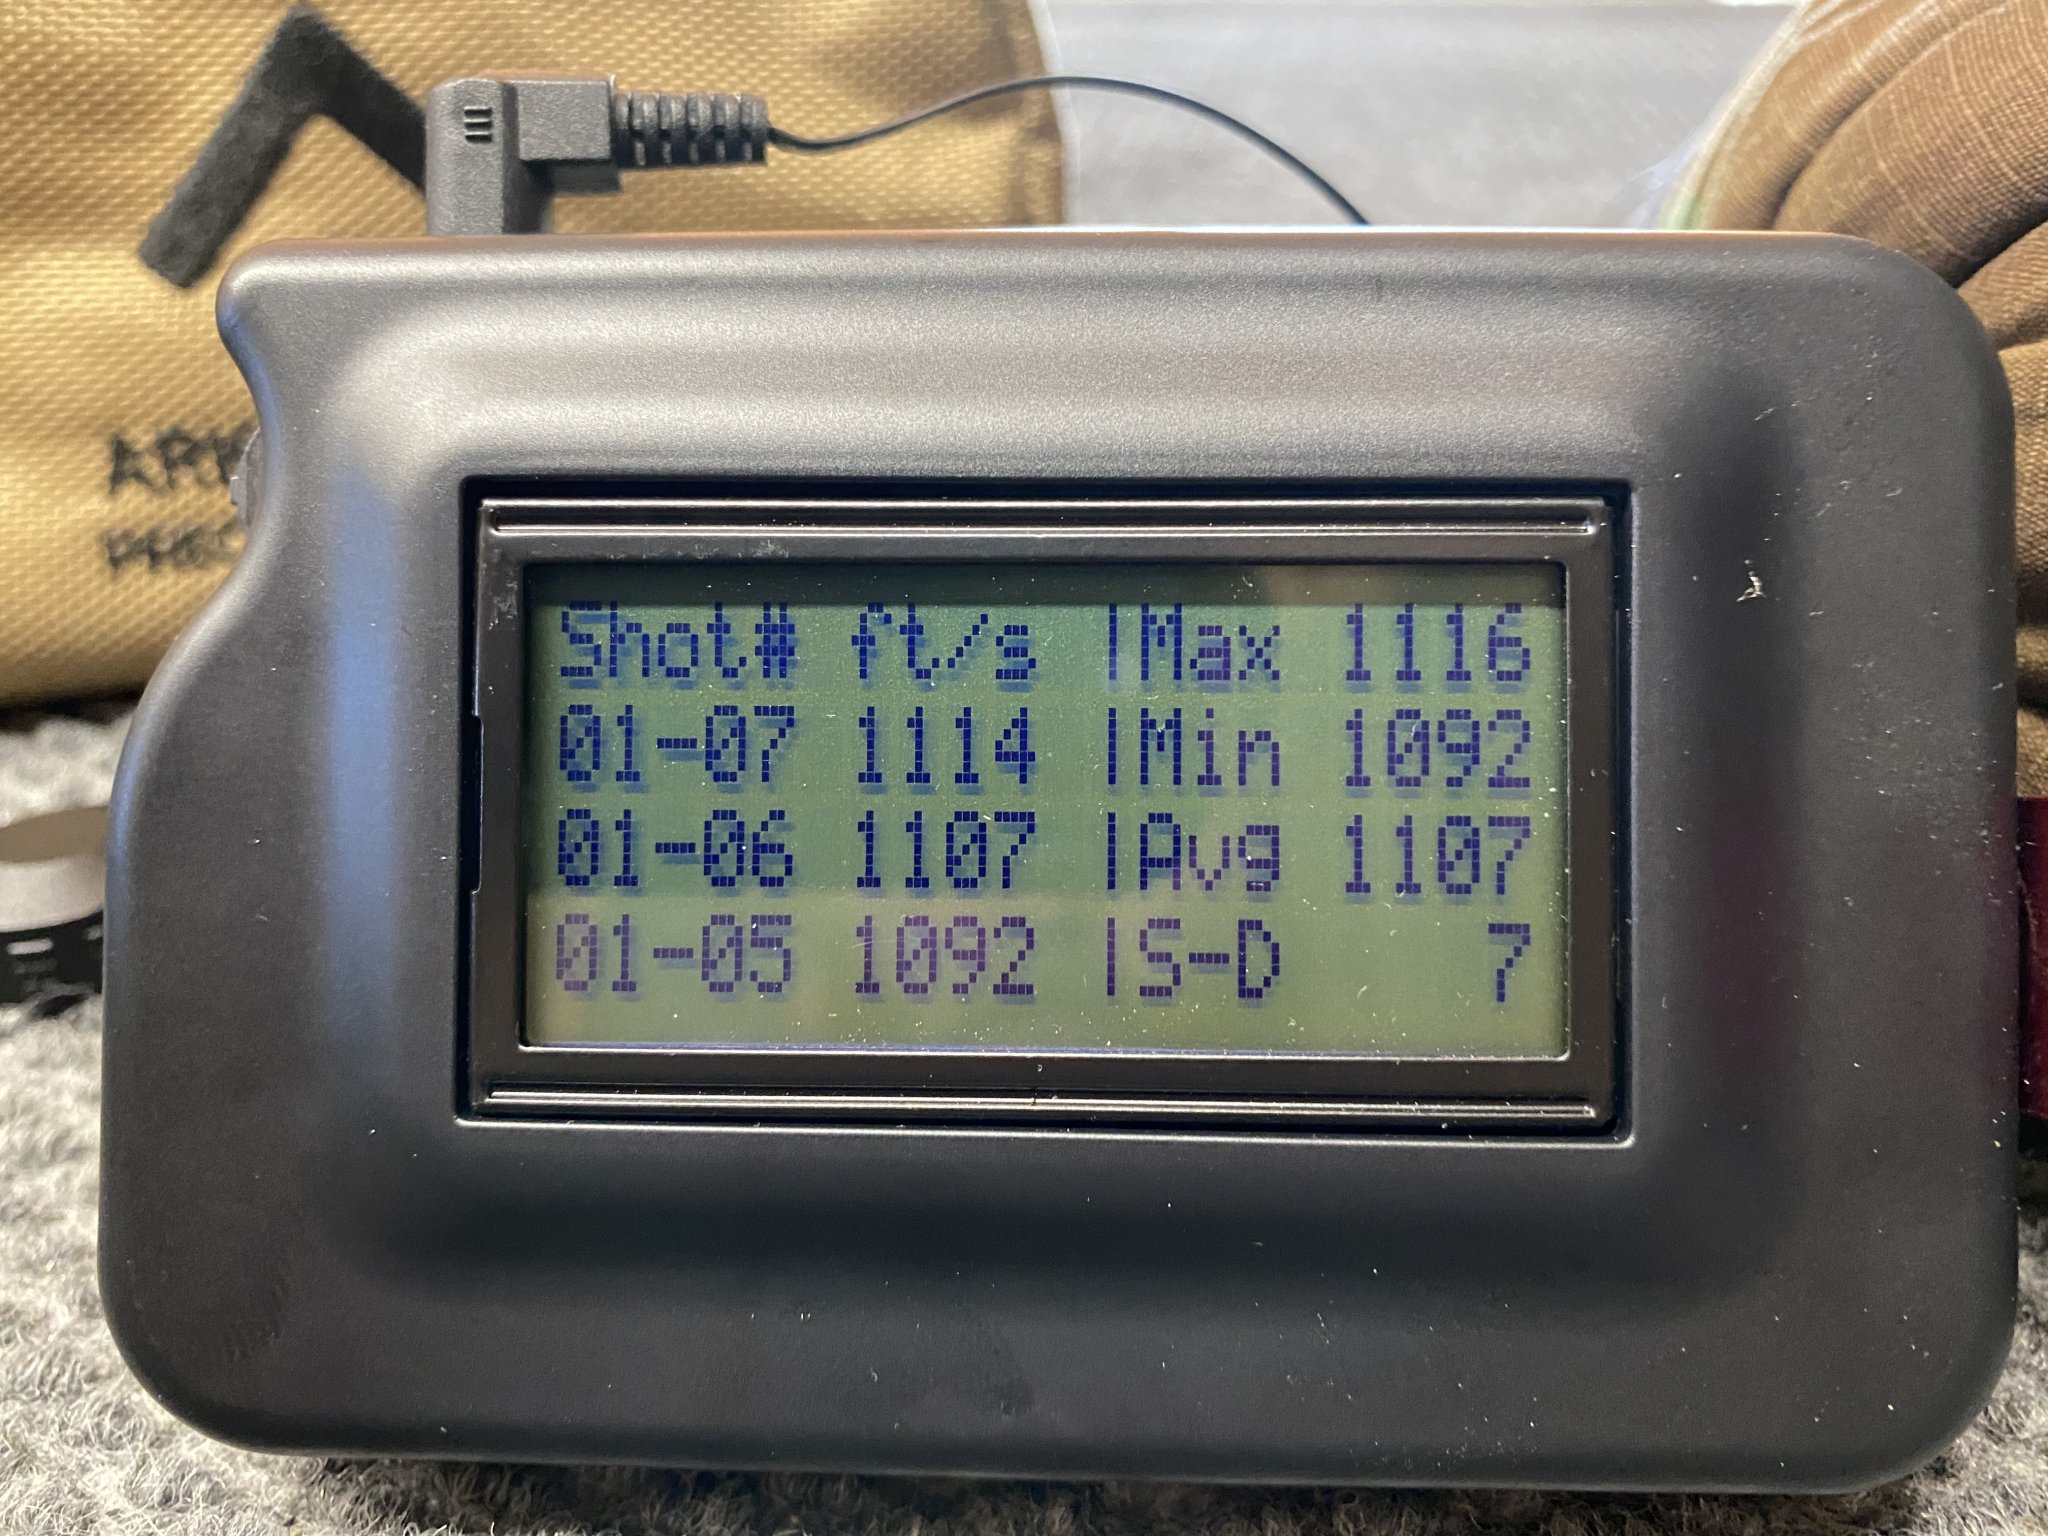 Shot# ft/s |Max 1116
01-07 1114 |Min 1092
01-06 1107 |Avg 1107
01-05 1092 |S-D 7